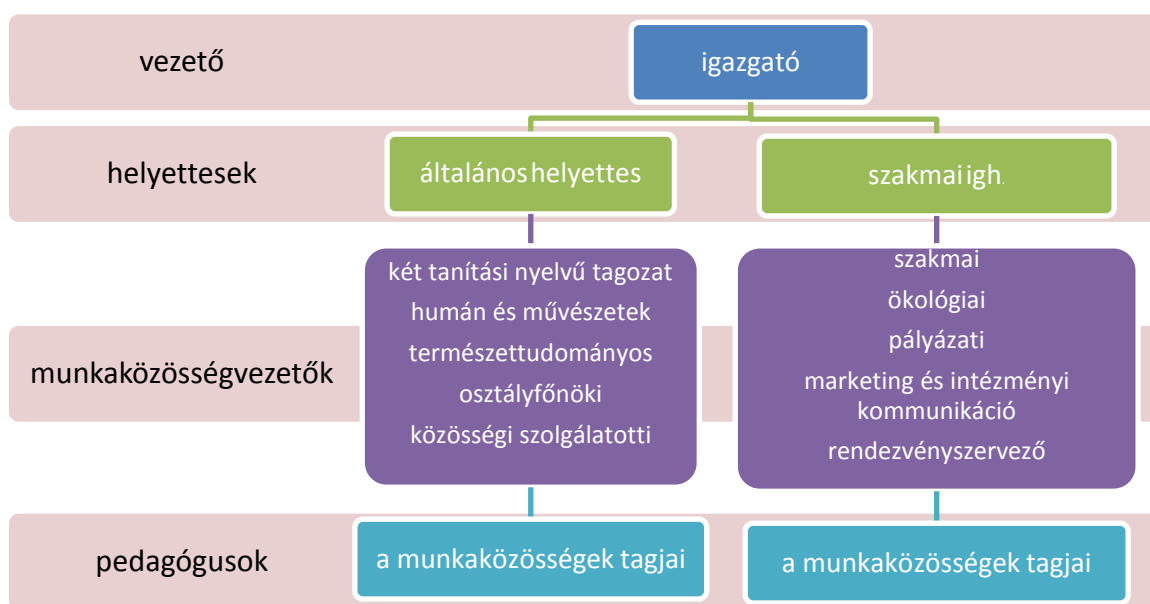 vezető
igazgató
helyettesek
általános helyettes
szakmai igh.
munkaközösségvezetők
két tanítási nyelvű tagozat
humán és művészetek
természettudományos
osztályfőnöki
közösségi szolgálatotti
szakmai
ökológiai
pályázati
marketing és intézményi
kommunikáció
rendezvényszervező
pedagógusok
a munkaközösségek tagjai
a munkaközösségek tagjai